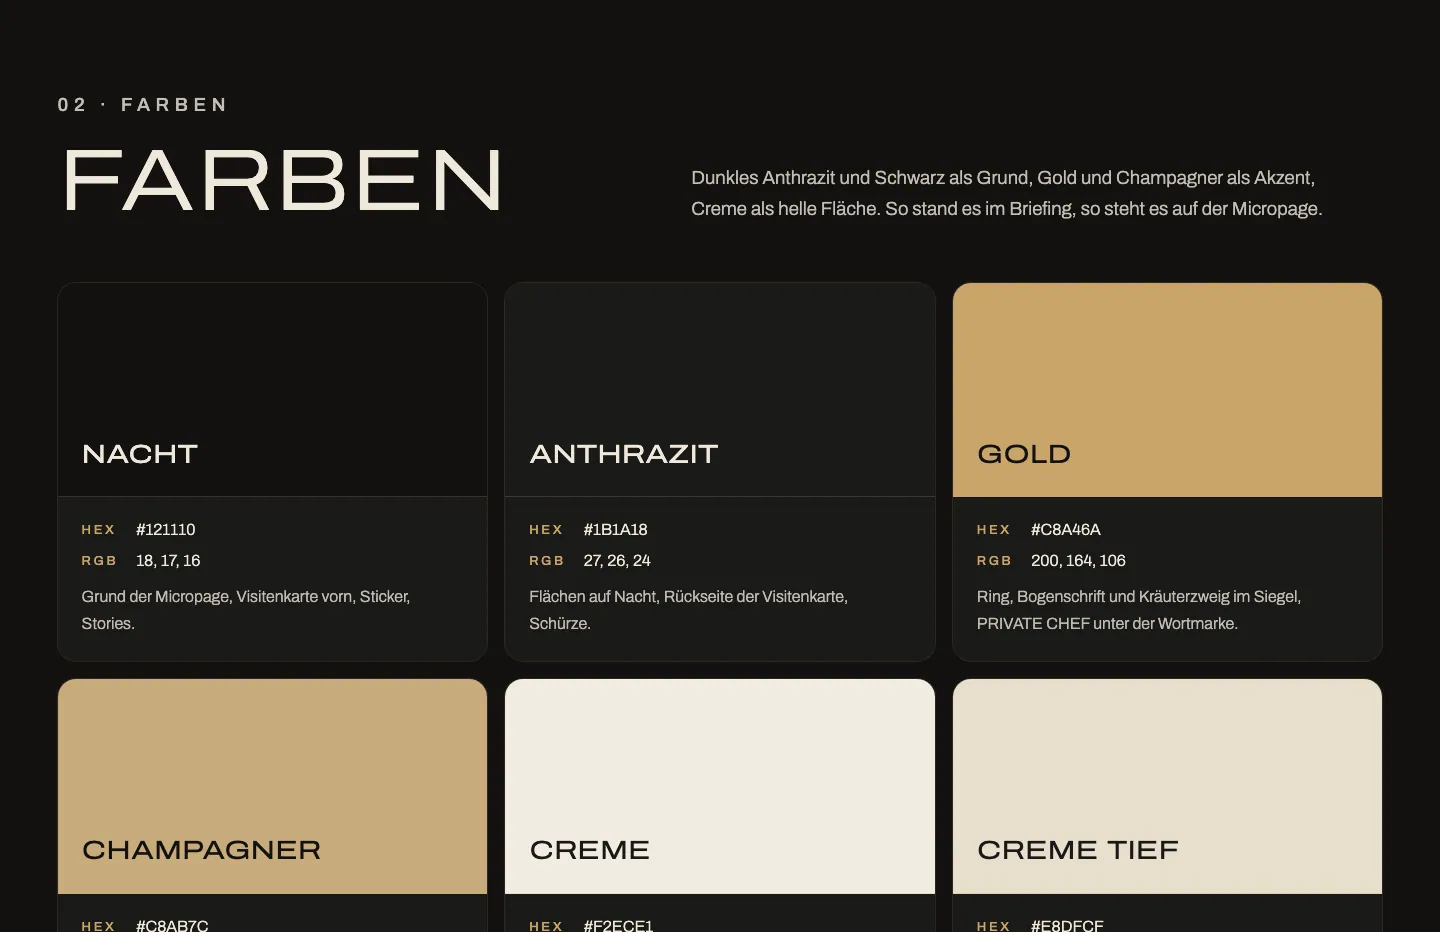 02 · FARBEN
FARBEN
Dunkles Anthrazit und Schwarz als Grund, Gold und Champagner als Akzent,
Creme als helle Fläche. So stand es im Briefing, so steht es auf der Micropage.
NACHT
HEX #121110
RGB 18, 17, 16
Grund der Micropage, Visitenkarte vorn, Sticker,
Stories.
ANTHRAZIT
HEX #1B1A18
RGB 27, 26, 24
Flächen auf Nacht, Rückseite der Visitenkarte,
Schürze.
GOLD
HEX #C8A46A
RGB 200, 164, 106
Ring, Bogenschrift und Kräuterzweig im Siegel,
PRIVATE CHEF unter der Wortmarke.
CHAMPAGNER
HEX #C8AB7C
CREME
HEX #F2ECE1
CREME TIEF
HEX #E8DFCF